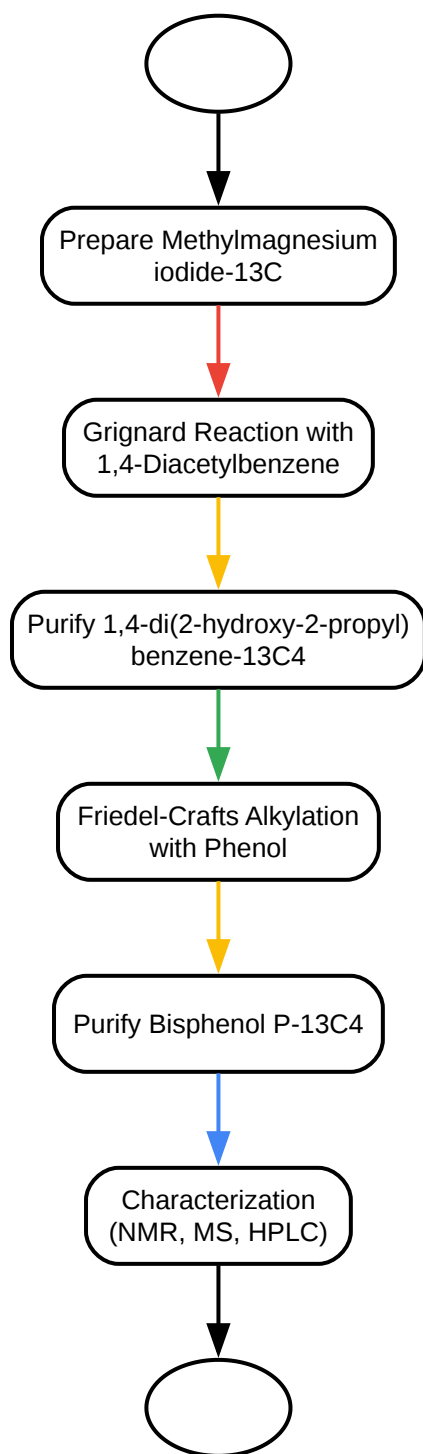 Prepare Methylmagnesium
iodide-13C
Grignard Reaction with
1,4-Diacetylbenzene
Purify 1,4-di(2-hydroxy-2-propyl)
benzene-13C4
Friedel-Crafts Alkylation
with Phenol
Purify Bisphenol P-13C4
Characterization
(NMR, MS, HPLC)